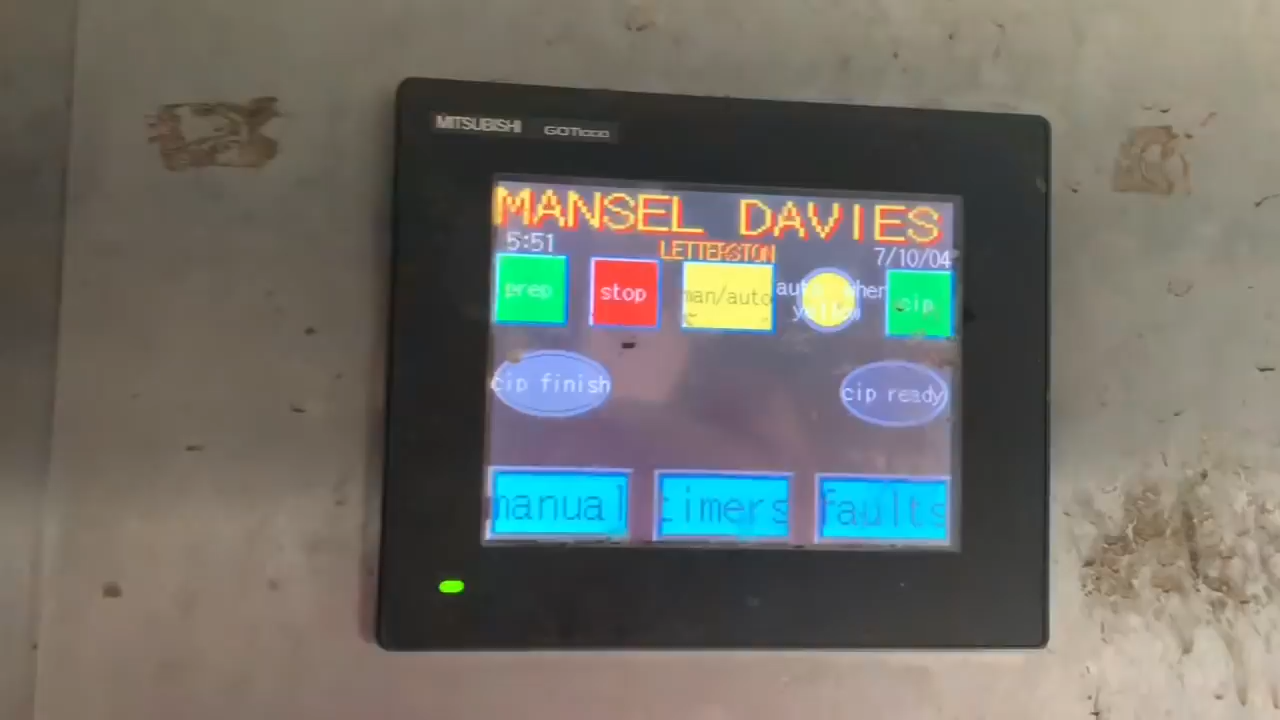 MITSUBISHI GOT1000
MANSEL DAVIES
5:51 LETTERSTON 7/10/04
prep stop man/auto auto when yellow cip
cip finish cip ready
manual timers faults